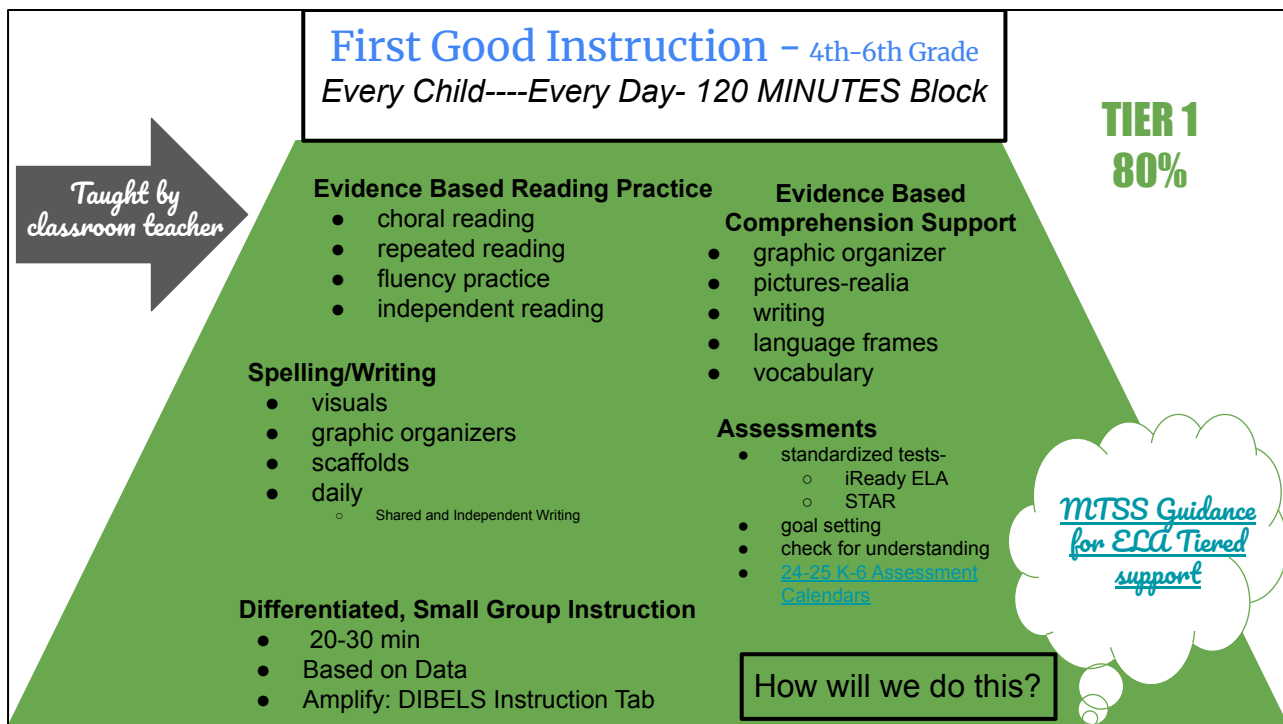 First Good Instruction - 4th-6th Grade
Every Child----Every Day- 120 MINUTES Block
TIER 1
80%
Taught by
classroom teacher
Evidence Based Reading Practice
● choral reading
● repeated reading
● fluency practice
● independent reading
Evidence Based
Comprehension Support
● graphic organizer
● pictures-realia
● writing
● language frames
● vocabulary
Spelling/Writing
● visuals
● graphic organizers
● scaffolds
● daily
○ Shared and Independent Writing
Assessments
● standardized tests-
○ iReady ELA
○ STAR
● goal setting
● check for understanding
● 24-25 K-6 Assessment
Calendars
MTSS Guidance
for ELA Tiered
support
Differentiated, Small Group Instruction
● 20-30 min
● Based on Data
● Amplify: DIBELS Instruction Tab
How will we do this?